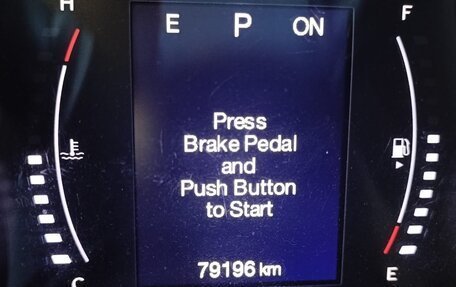 H
E P ON
F
Press
Brake Pedal
and
Push Button
to Start
C
79196 km
E